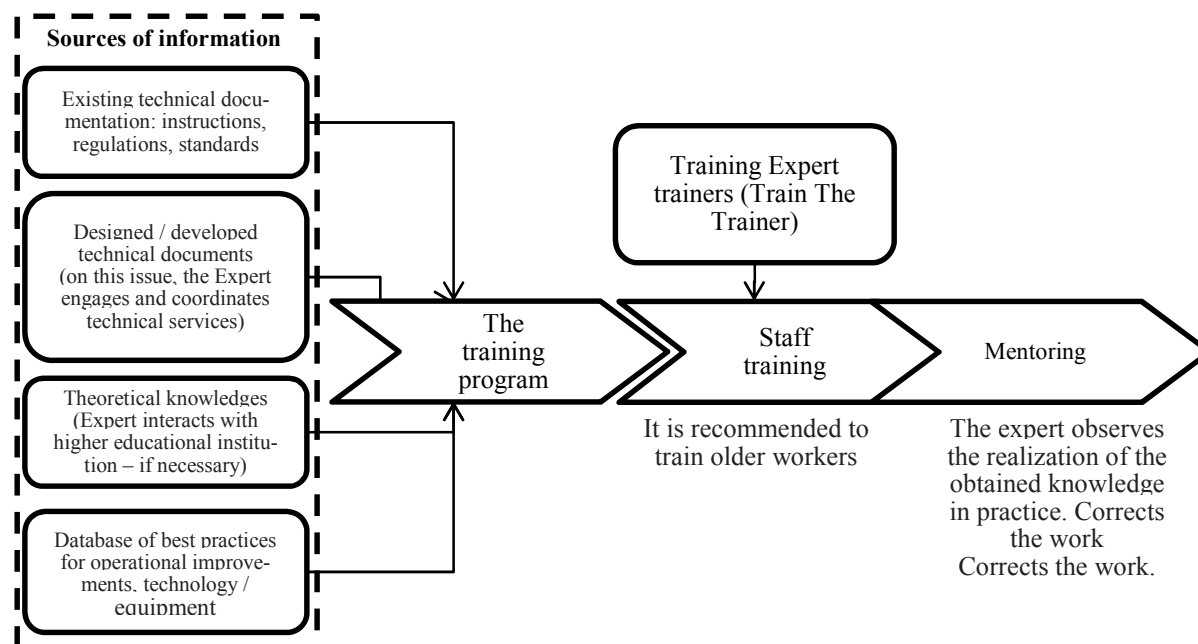 Sources of information
Existing technical docu-
mentation: instructions,
regulations, standards
Designed / developed
technical documents
(on this issue, the Expert
engages and coordinates
technical services)
Theoretical knowledges
(Expert interacts with
higher educational institu-
tion – if necessary)
Database of best practices
for operational improve-
ments, technology /
equipment
The
training
program
Training Expert
trainers (Train The
Trainer)
Staff
training
It is recommended to
train older workers
Mentoring
The expert observes
the realization of the
obtained knowledge
in practice. Corrects
the work
Corrects the work.